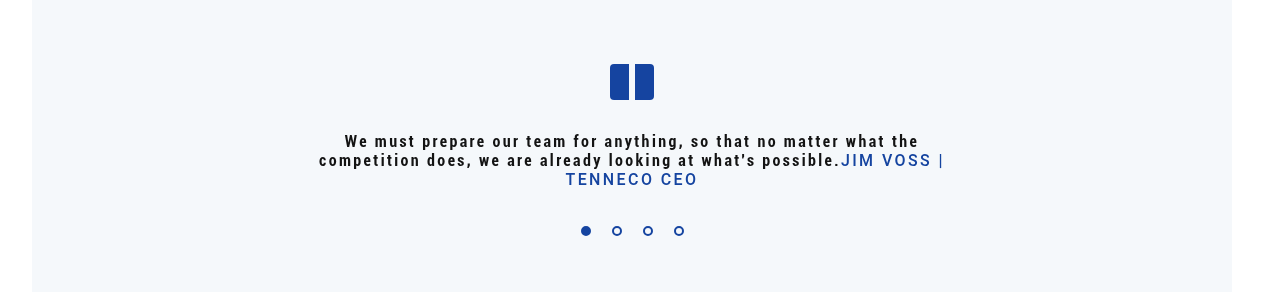 We must prepare our team for anything, so that no matter what the
competition does, we are already looking at what's possible.JIM VOSS |
TENNECO CEO